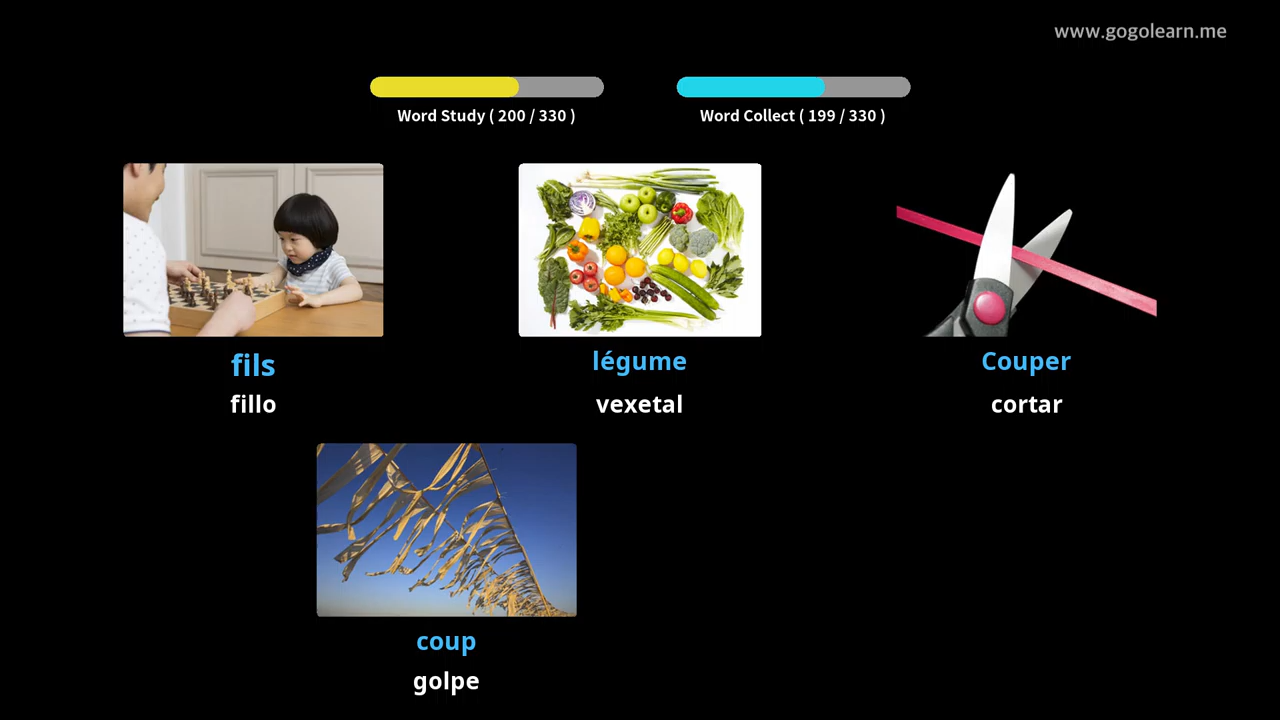 www.gogolearn.me
Word Study ( 200 / 330 )
Word Collect ( 199 / 330 )
fils
fillo
légume
vexetal
Couper
cortar
coup
golpe